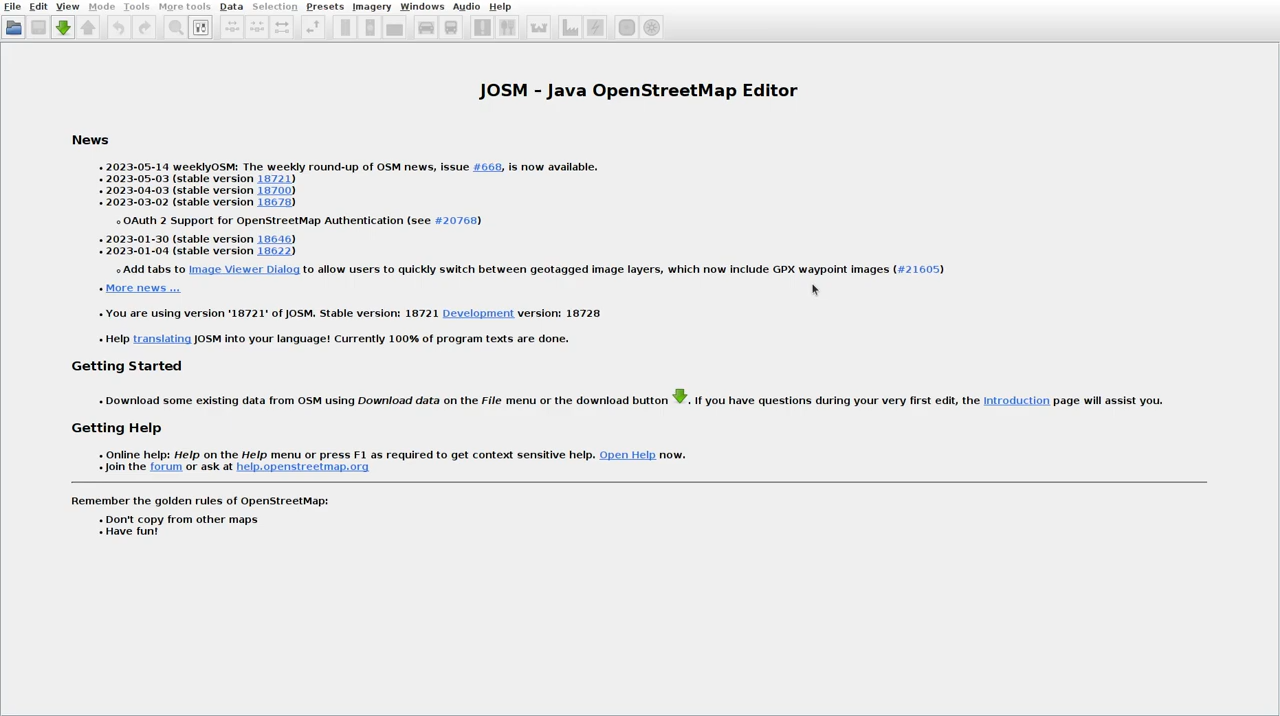 File Edit View Mode Tools More tools Data Selection Presets Imagery Windows Audio Help
JOSM – Java OpenStreetMap Editor
News
• 2023-05-14 weeklyOSM: The weekly round-up of OSM news, issue #668, is now available.
• 2023-05-03 (stable version 18721)
• 2023-04-03 (stable version 18700)
• 2023-03-02 (stable version 18678)
◦ OAuth 2 Support for OpenStreetMap Authentication (see #20768)
• 2023-01-30 (stable version 18646)
• 2023-01-04 (stable version 18622)
◦ Add tabs to Image Viewer Dialog to allow users to quickly switch between geotagged image layers, which now include GPX waypoint images (#21605)
• More news ...
• You are using version '18721' of JOSM. Stable version: 18721 Development version: 18728
• Help translating JOSM into your language! Currently 100% of program texts are done.
Getting Started
• Download some existing data from OSM using Download data on the File menu or the download button . If you have questions during your very first edit, the Introduction page will assist you.
Getting Help
• Online help: Help on the Help menu or press F1 as required to get context sensitive help. Open Help now.
• Join the forum or ask at help.openstreetmap.org
Remember the golden rules of OpenStreetMap:
• Don't copy from other maps
• Have fun!